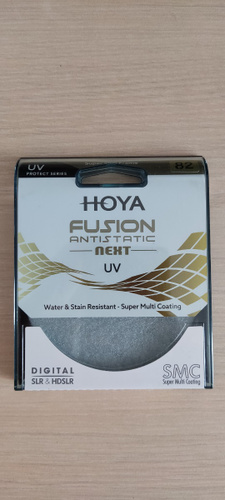 UV
PROTECT SERIES
82
HOYA
FUSION
ANTISTATIC
NEXT
UV
Water & Stain Resistant - Super Multi Coating
DIGITAL
SLR & HDSLR
SMC
Super Multi Coating